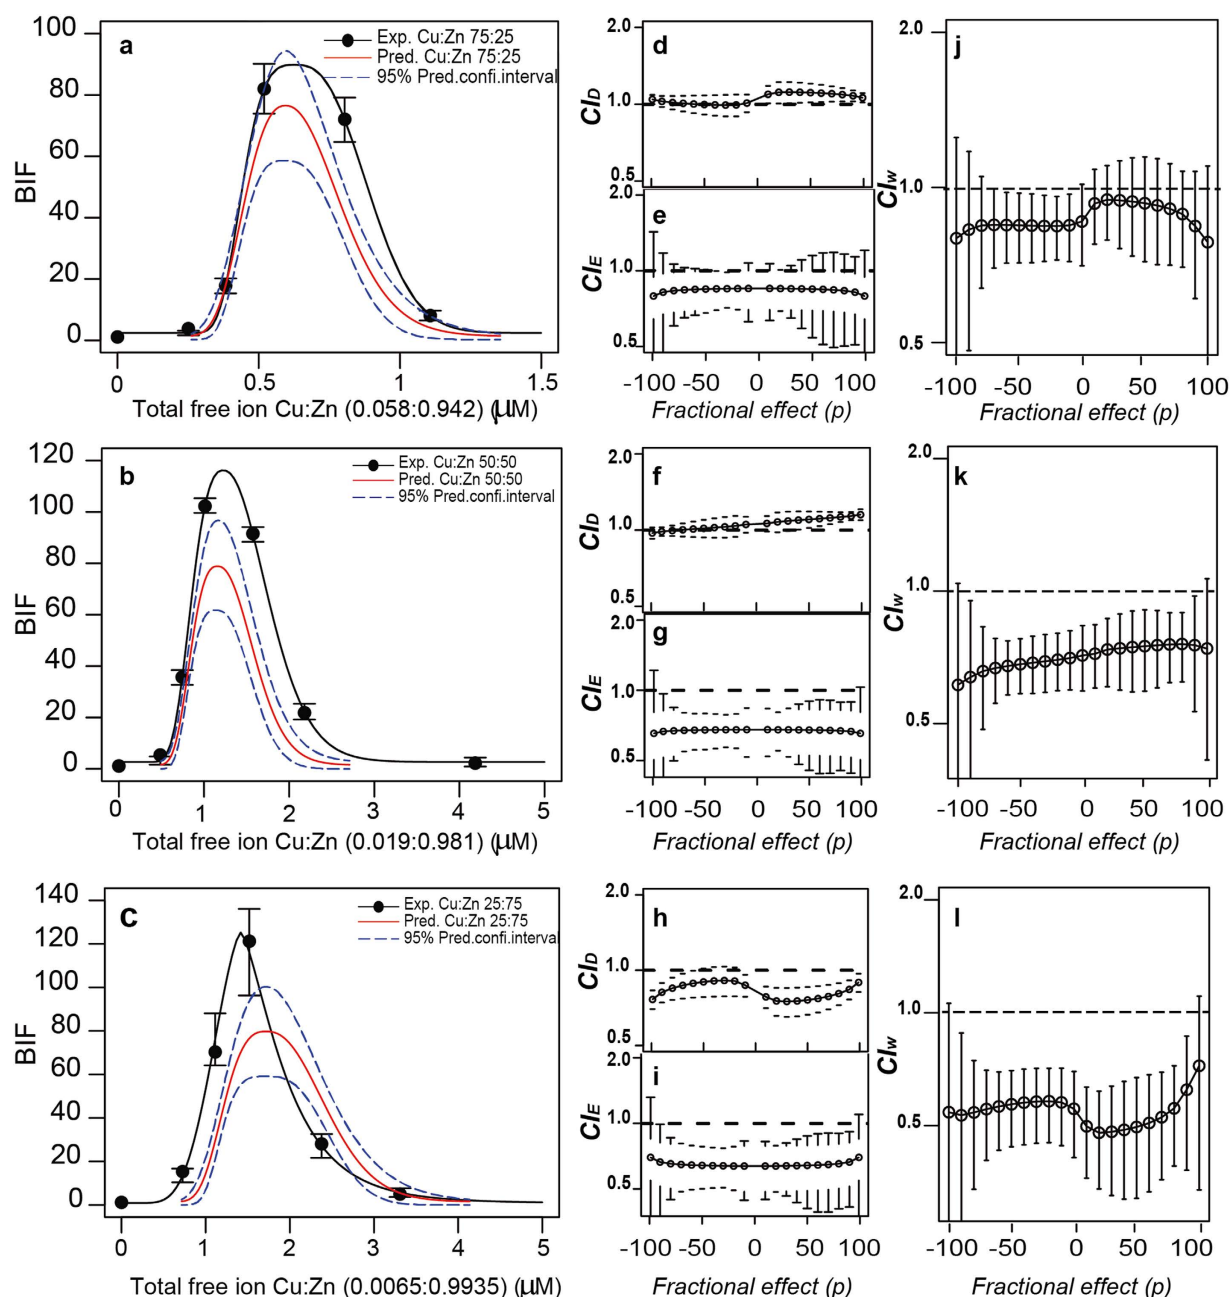 a
Exp. Cu:Zn 75:25
Pred. Cu:Zn 75:25
95% Pred.confi.interval
BIF
100
80
60
40
20
0
0 0.5 1 1.5
Total free ion Cu:Zn (0.058:0.942) (μM)
d
CID
2.0
1.0
0.5
e
CIE
2.0
1.0
0.5
-100 -50 0 50 100
Fractional effect (p)
j
CIw
2.0
1.0
0.5
-100 -50 0 50 100
Fractional effect (p)
b
Exp. Cu:Zn 50:50
Pred. Cu:Zn 50:50
95% Pred.confi.interval
BIF
120
100
80
60
40
20
0
0 1 2 3 4 5
Total free ion Cu:Zn (0.019:0.981) (μM)
f
CID
2.0
1.0
0.5
g
CIE
2.0
1.0
0.5
-100 -50 0 50 100
Fractional effect (p)
k
CIw
2.0
1.0
0.5
-100 -50 0 50 100
Fractional effect (p)
c
Exp. Cu:Zn 25:75
Pred. Cu:Zn 25:75
95% Pred.confi.interval
BIF
140
120
100
80
60
40
20
0
0 1 2 3 4 5
Total free ion Cu:Zn (0.0065:0.9935) (μM)
h
CID
2.0
1.0
0.5
i
CIE
2.0
1.0
0.5
-100 -50 0 50 100
Fractional effect (p)
l
CIw
2.0
1.0
0.5
-100 -50 0 50 100
Fractional effect (p)